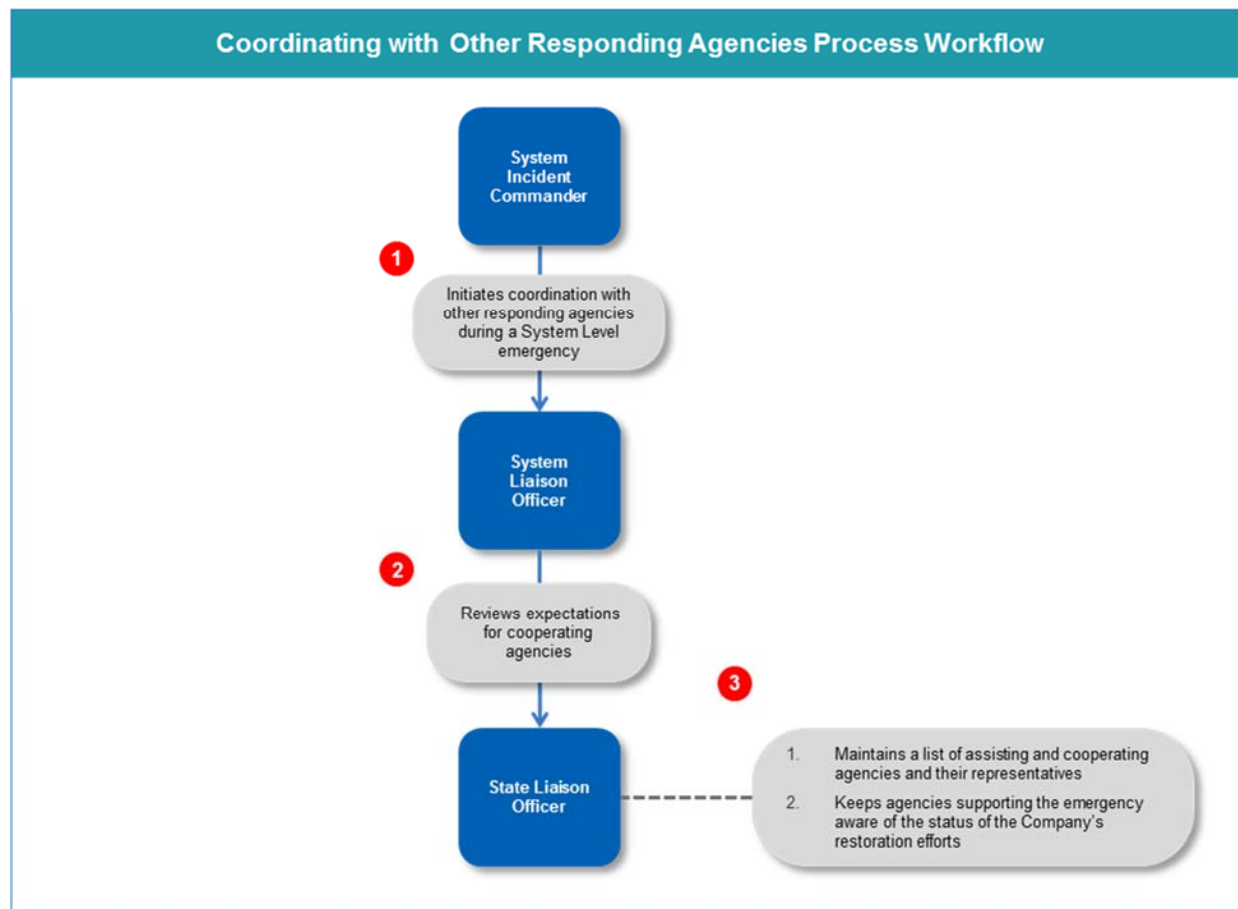 Coordinating with Other Responding Agencies Process Workflow
System
Incident
Commander
1
Initiates coordination with
other responding agencies
during a System Level
emergency
System
Liaison
Officer
2
Reviews expectations
for cooperating
agencies
3
State Liaison
Officer
1. Maintains a list of assisting and cooperating
agencies and their representatives
2. Keeps agencies supporting the emergency
aware of the status of the Company's
restoration efforts